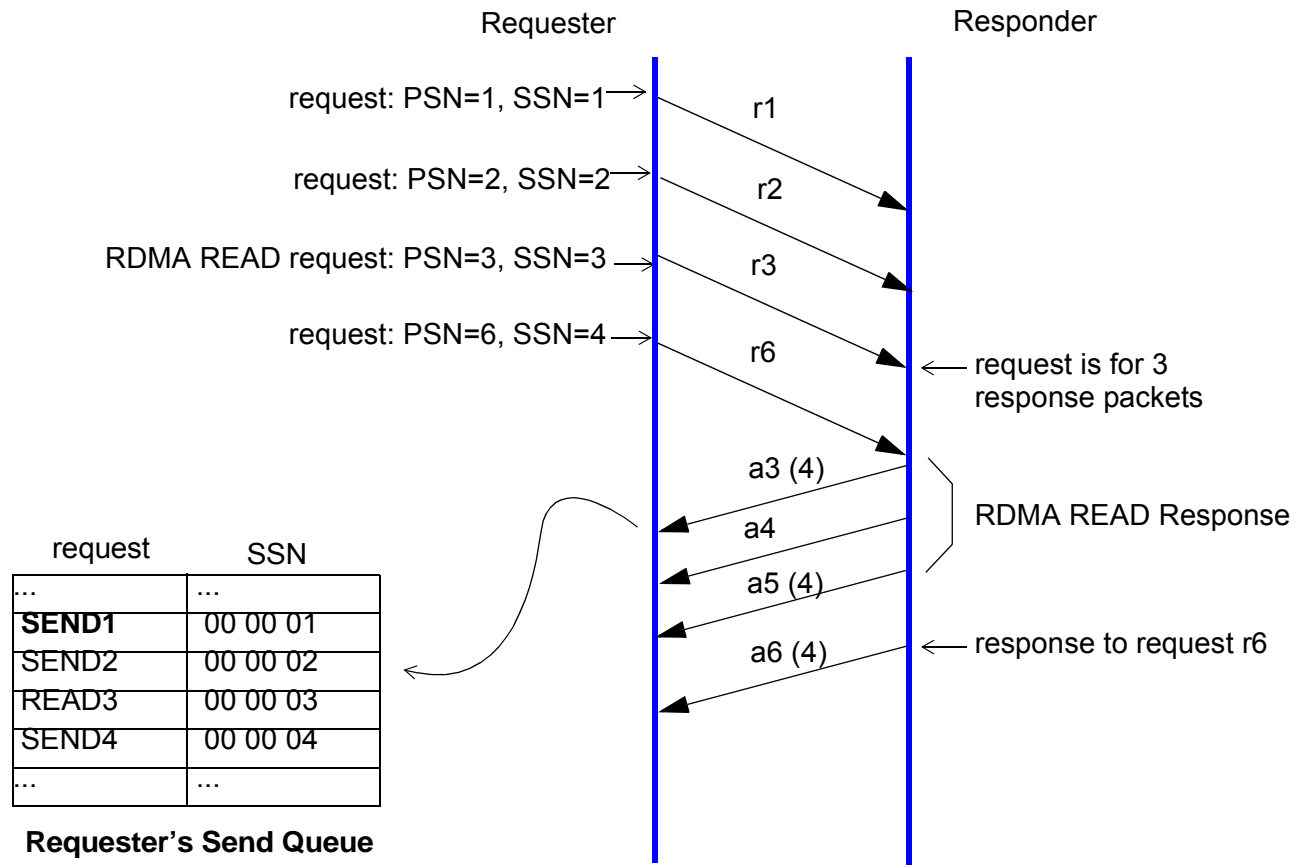 Requester
Responder
request: PSN=1, SSN=1
r1
request: PSN=2, SSN=2
r2
RDMA READ request: PSN=3, SSN=3
r3
request: PSN=6, SSN=4
r6
request is for 3
response packets
a3 (4)
a4
RDMA READ Response
a5 (4)
a6 (4)
response to request r6
request SSN
... ...
SEND1 00 00 01
SEND2 00 00 02
READ3 00 00 03
SEND4 00 00 04
... ...
Requester’s Send Queue